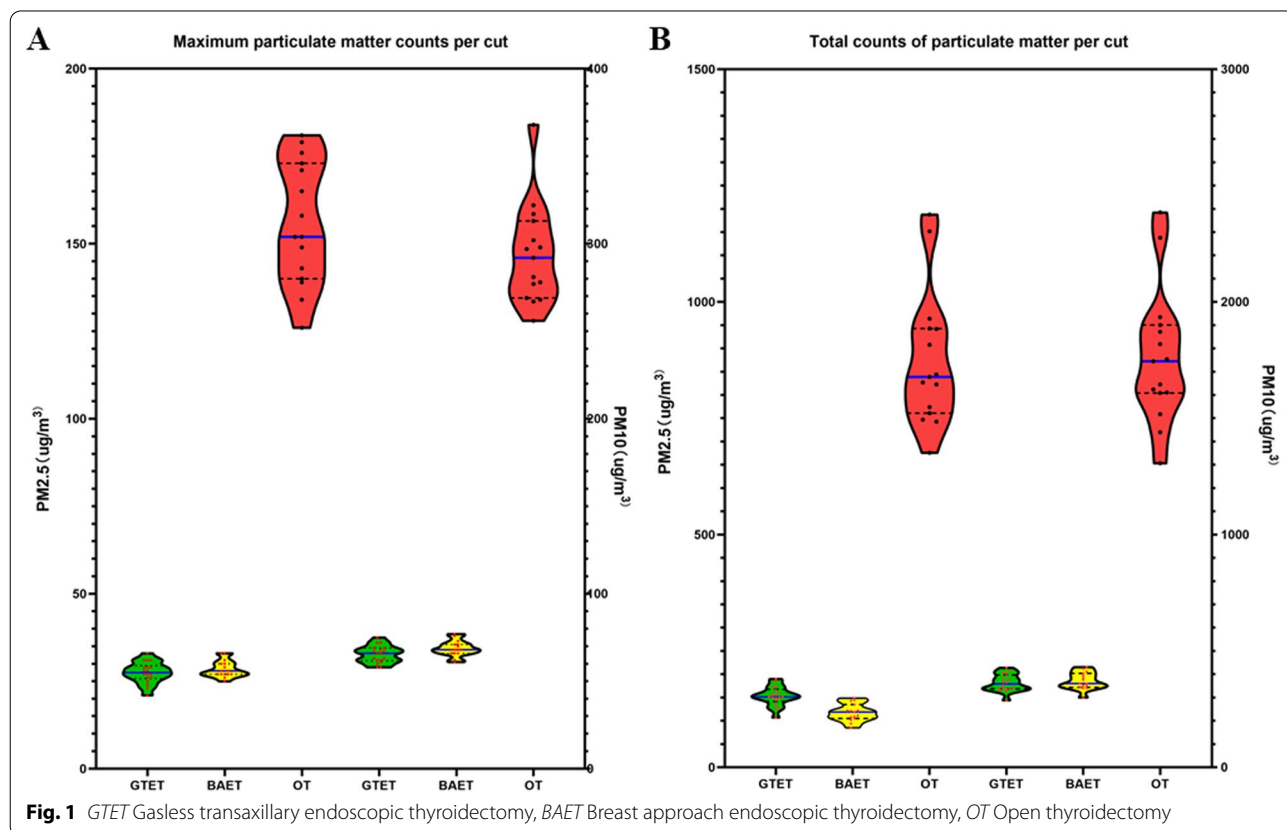 A
Maximum particulate matter counts per cut
200
150
100
50
0
PM2.5 (ug/m³)
400
300
200
100
0
PM10 (ug/m³)
GTET BAET OT GTET BAET OT
B
Total counts of particulate matter per cut
1500
1000
500
0
PM2.5 (ug/m³)
3000
2000
1000
0
PM10 (ug/m³)
GTET BAET OT GTET BAET OT
Fig. 1 GTET Gasless transaxillary endoscopic thyroidectomy, BAET Breast approach endoscopic thyroidectomy, OT Open thyroidectomy